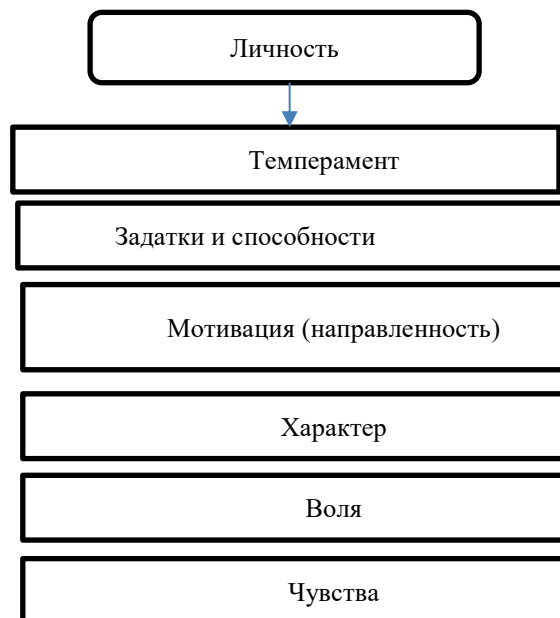 Личность
Темперамент
Задатки и способности
Мотивация (направленность)
Характер
Воля
Чувства